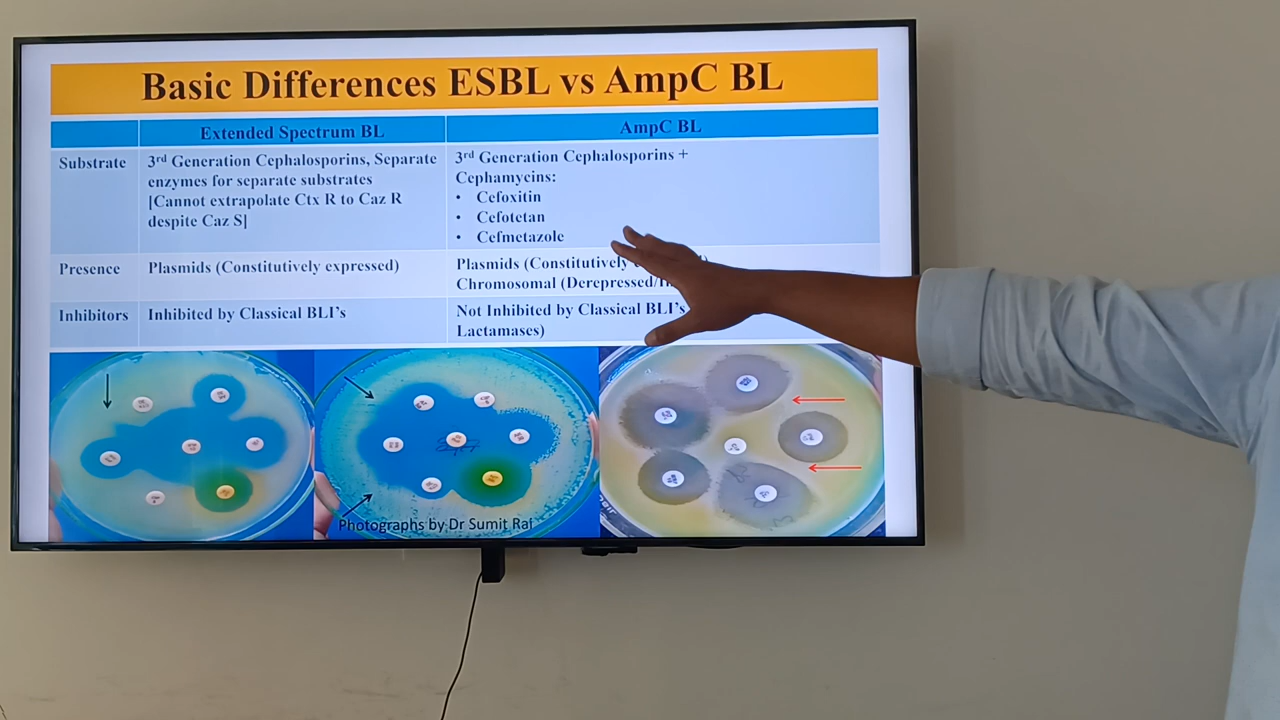 Basic Differences ESBL vs AmpC BL
Extended Spectrum BL
AmpC BL
Substrate
3rd Generation Cephalosporins, Separate
enzymes for separate substrates
[Cannot extrapolate Ctx R to Caz R
despite Caz S]
3rd Generation Cephalosporins +
Cephamycins:
• Cefoxitin
• Cefotetan
• Cefmetazole
Presence
Plasmids (Constitutively expressed)
Plasmids (Constitutively
Chromosomal (Derepressed/
Inhibitors
Inhibited by Classical BLI's
Not Inhibited by Classical BLI's
Lactamases)
Photographs by Dr Sumit Rai